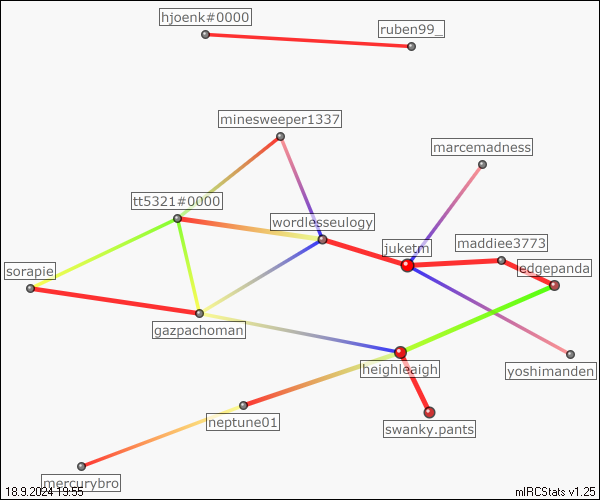 hjoenk#0000
ruben99_
minesweeper1337
marcemadness
tt5321#0000
wordlesseulogy
juketm
maddiee3773
sorapie
edgepanda
gazpachoman
heighleaigh
yoshimanden
neptune01
swanky.pants
mercurybro
18.9.2024 19:55
mIRCStats v1.25